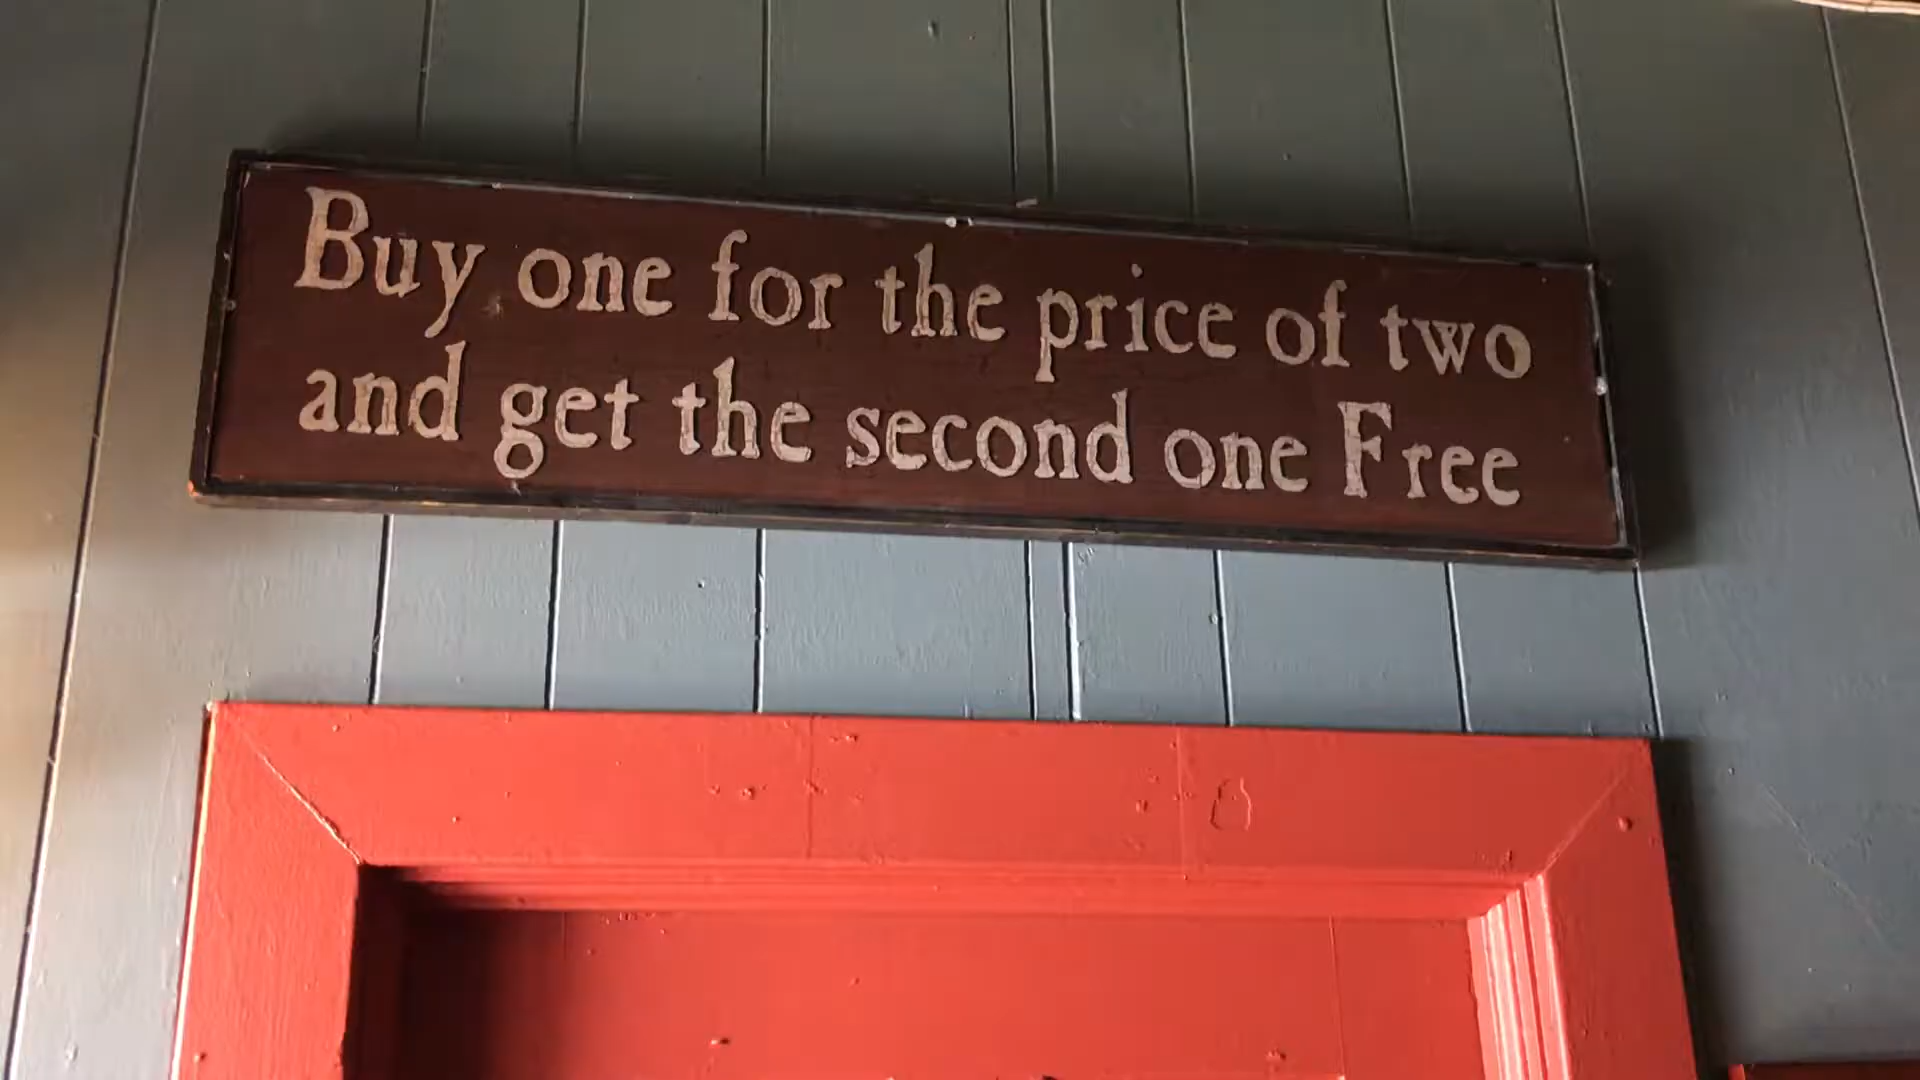 Buy one for the price of two
and get the second one Free